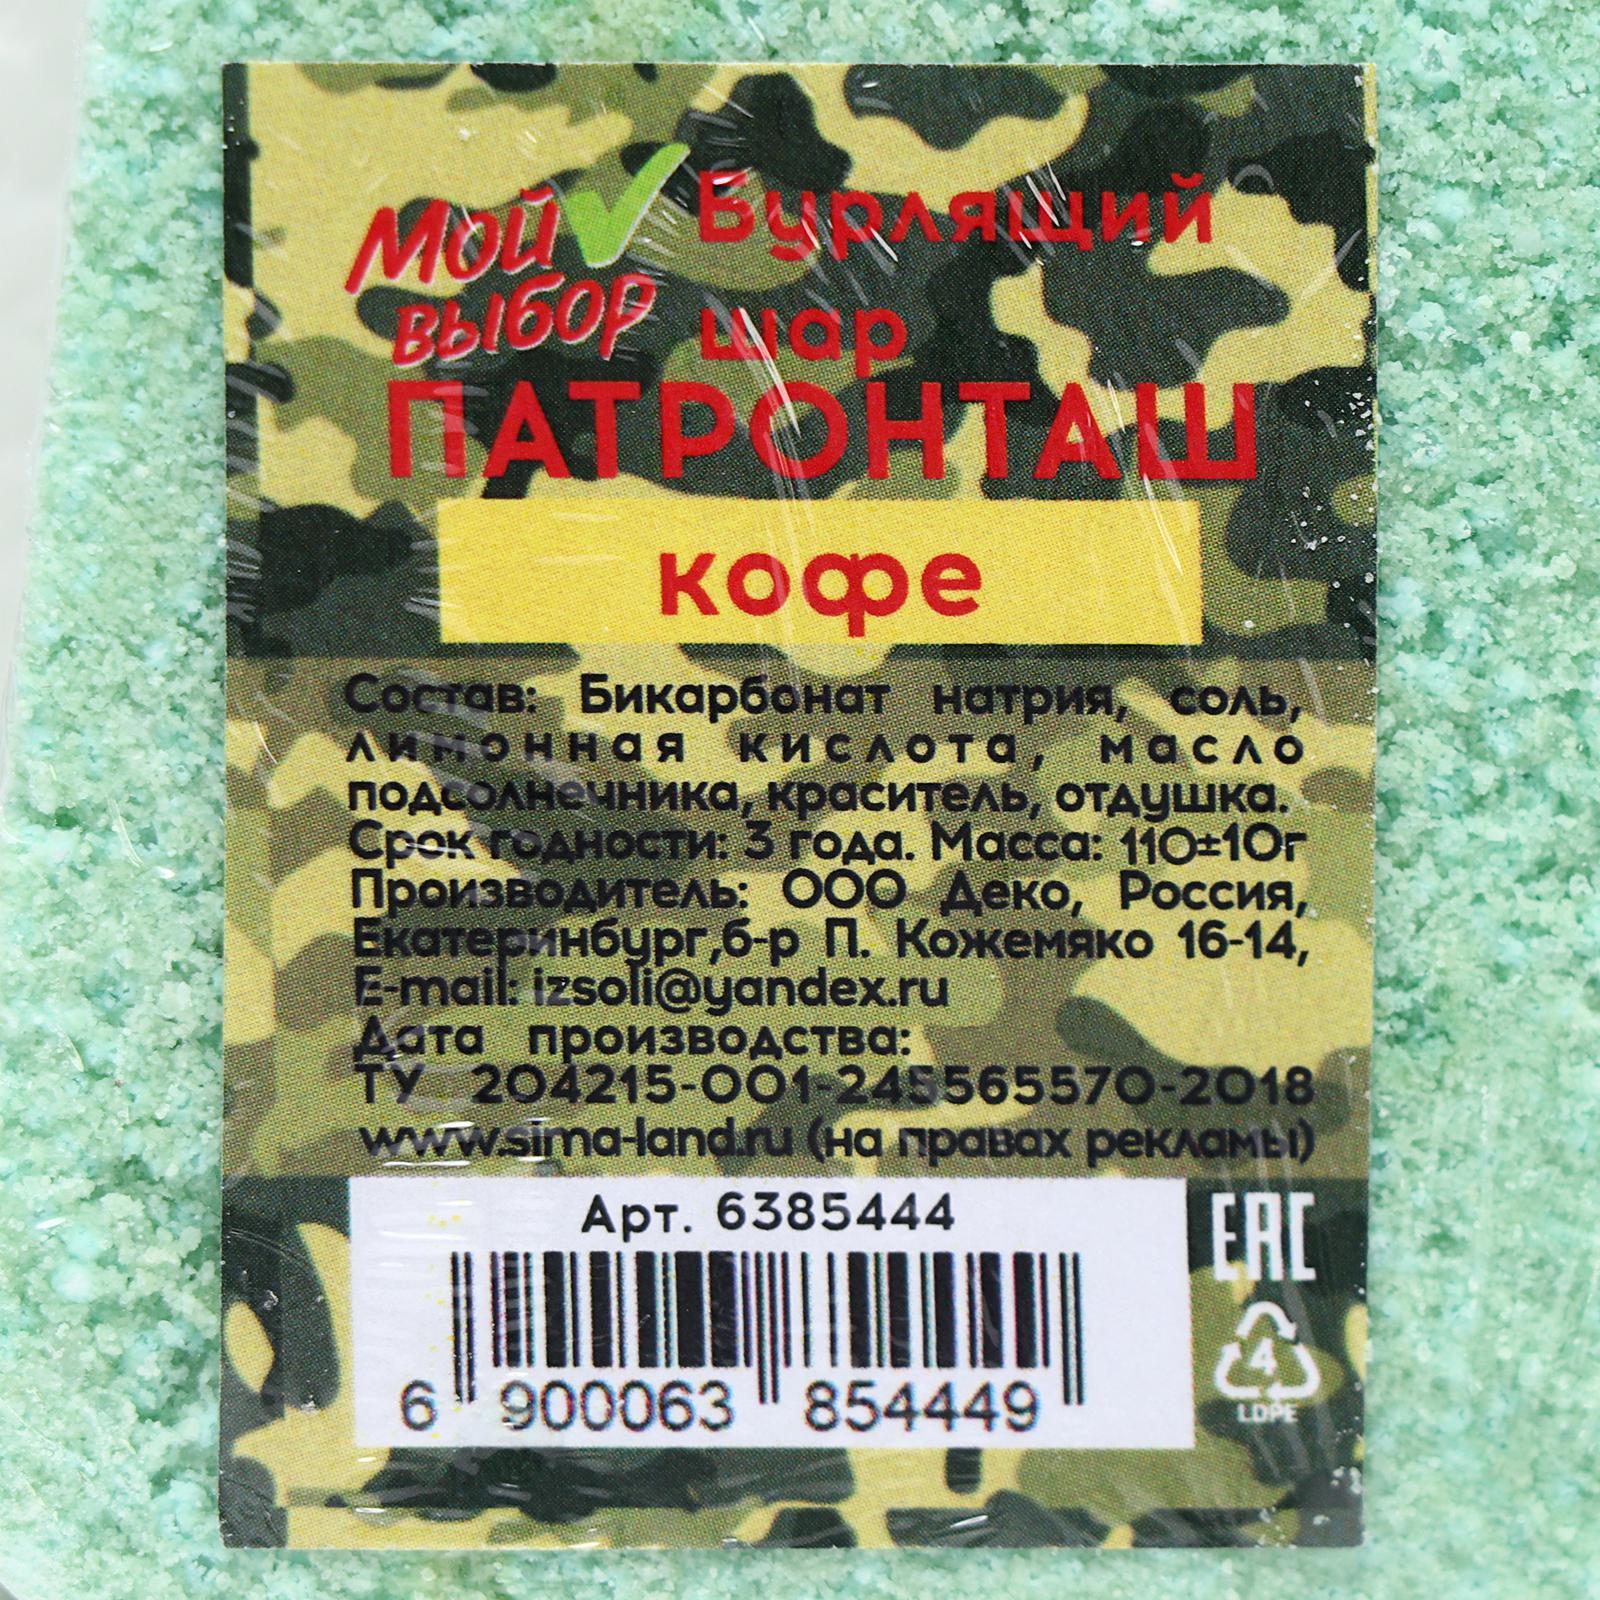 Мой выбор
Бурлящий
шар
ПАТРОНТАШ
кофе
Состав: Бикарбонат натрия, соль,
лимонная кислота, масло
подсолнечника, краситель, отдушка.
Срок годности: 3 года. Масса: 110±10г
Производитель: ООО Деко, Россия,
Екатеринбург,б-р П. Кожемяко 16-14,
E-mail: izsoli@yandex.ru
Дата производства:
ТУ 204215-001-245565570-2018
www.sima-land.ru (на правах рекламы)
Арт. 6385444
EAC
4
LDPE
6 900063 854449